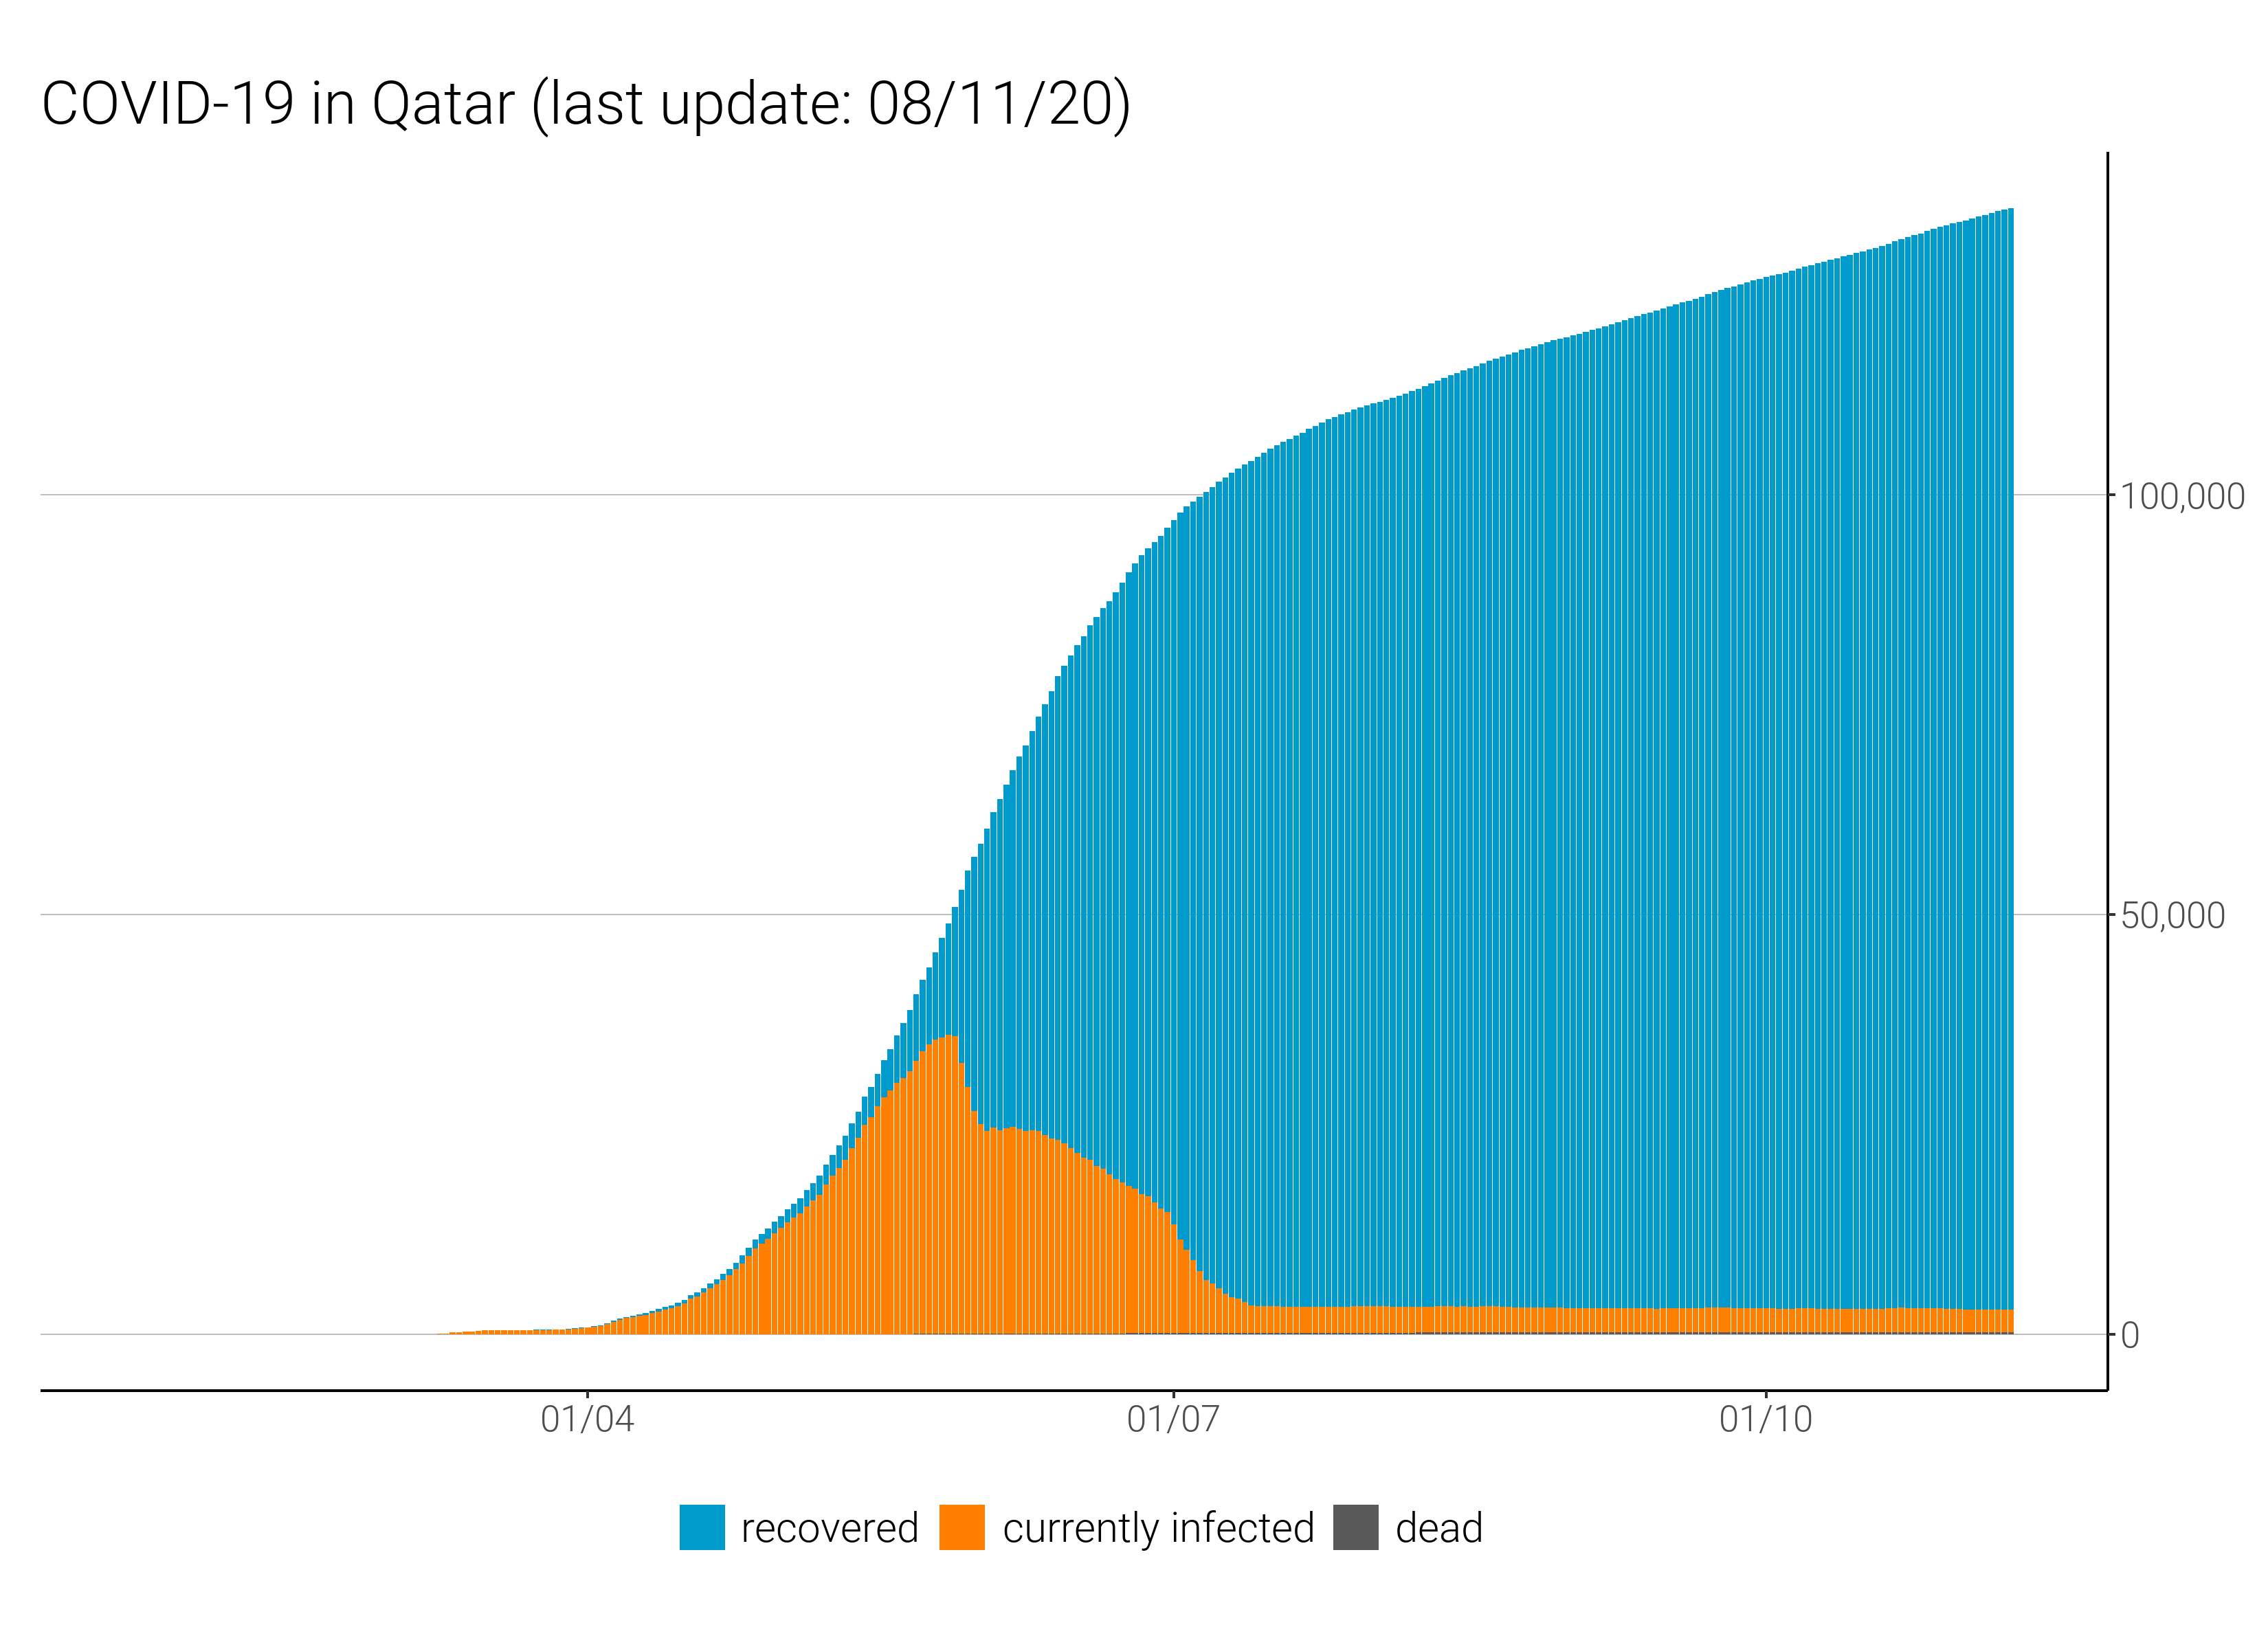 COVID-19 in Qatar (last update: 08/11/20)
100,000
50,000
0
01/04 01/07 01/10
recovered currently infected dead